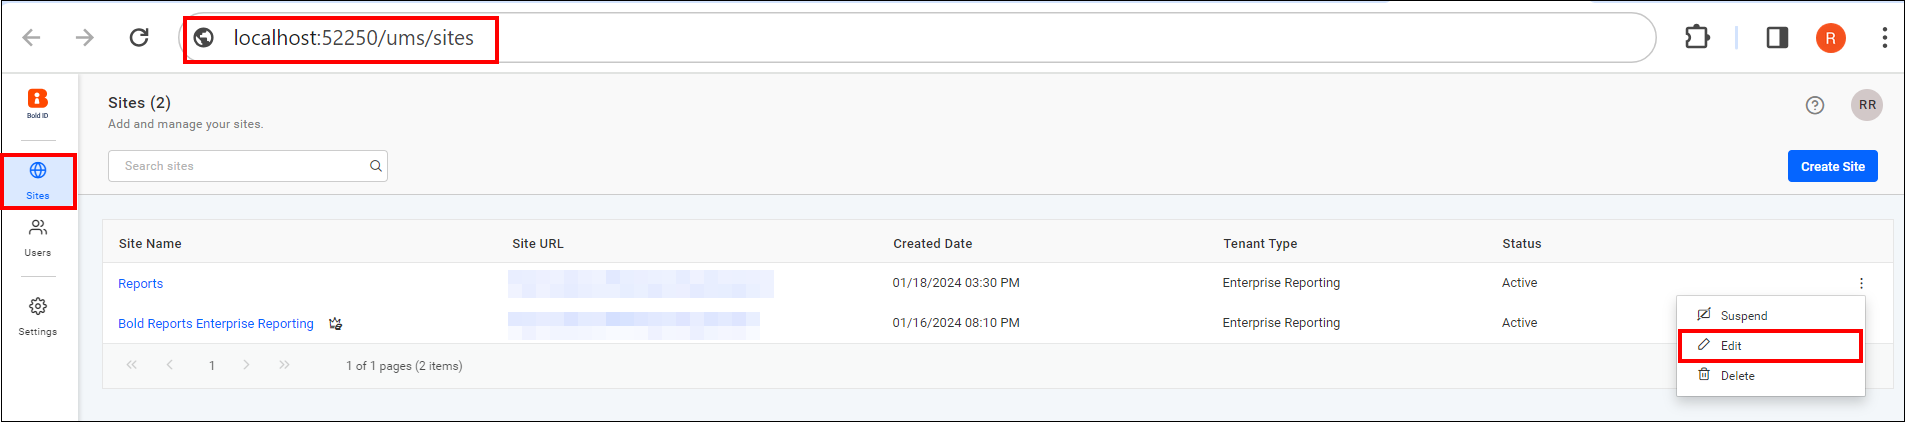 localhost:52250/ums/sites
R
Bold ID
Sites (2)
Add and manage your sites.
RR
Search sites
Create Site
Sites
Users
Settings
Site Name Site URL Created Date Tenant Type Status
Reports 01/18/2024 03:30 PM Enterprise Reporting Active
Bold Reports Enterprise Reporting 01/16/2024 08:10 PM Enterprise Reporting Active
1 1 of 1 pages (2 items)
Suspend
Edit
Delete